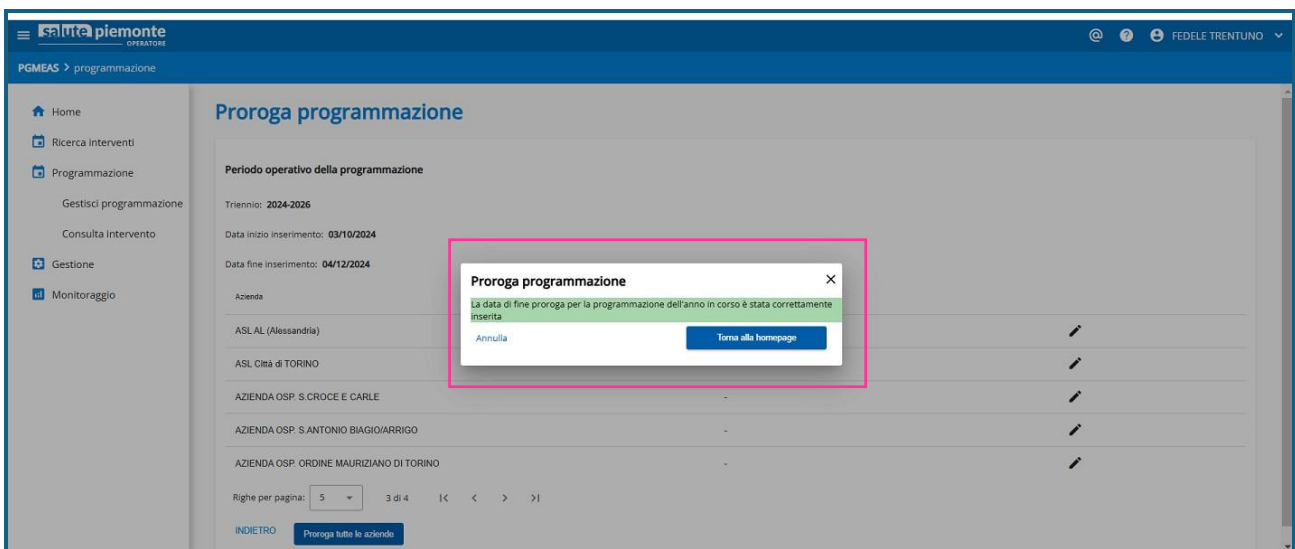 salute piemonte
OPERATORE
FEDELE TRENTUNO
PGMEAS > programmazione
Home
Ricerca interventi
Programmazione
Gestisci programmazione
Consulta intervento
Gestione
Monitoraggio
Proroga programmazione
Periodo operativo della programmazione
Triennio: 2024-2026
Data inizio inserimento: 03/10/2024
Data fine inserimento: 04/12/2024
Azienda
ASL AL (Alessandria)
ASL Città di TORINO
AZIENDA OSP. S.CROCE E CARLE -
AZIENDA OSP. S.ANTONIO BIAGIO/ARRIGO -
AZIENDA OSP. ORDINE MAURIZIANO DI TORINO -
Righe per pagina: 5 3 di 4 |< < > >|
INDIETRO Proroga tutte le aziende
Proroga programmazione
La data di fine proroga per la programmazione dell'anno in corso è stata correttamente
inserita
Annulla Torna alla homepage